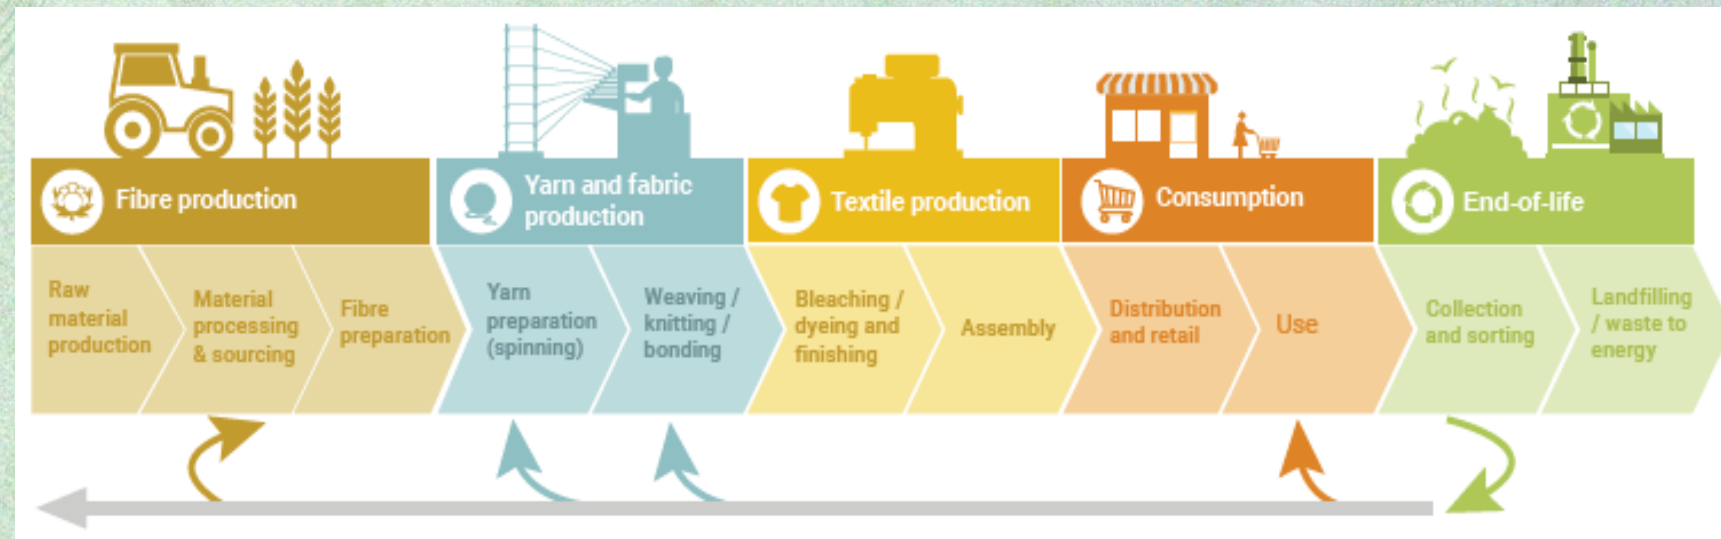 Fibre production
Yarn and fabric
production
Textile production
Consumption
End-of-life
Raw
material
production
Material
processing
& sourcing
Fibre
preparation
Yarn
preparation
(spinning)
Weaving /
knitting /
bonding
Bleaching /
dyeing and
finishing
Assembly
Distribution
and retail
Use
Collection
and sorting
Landfilling
/ waste to
energy